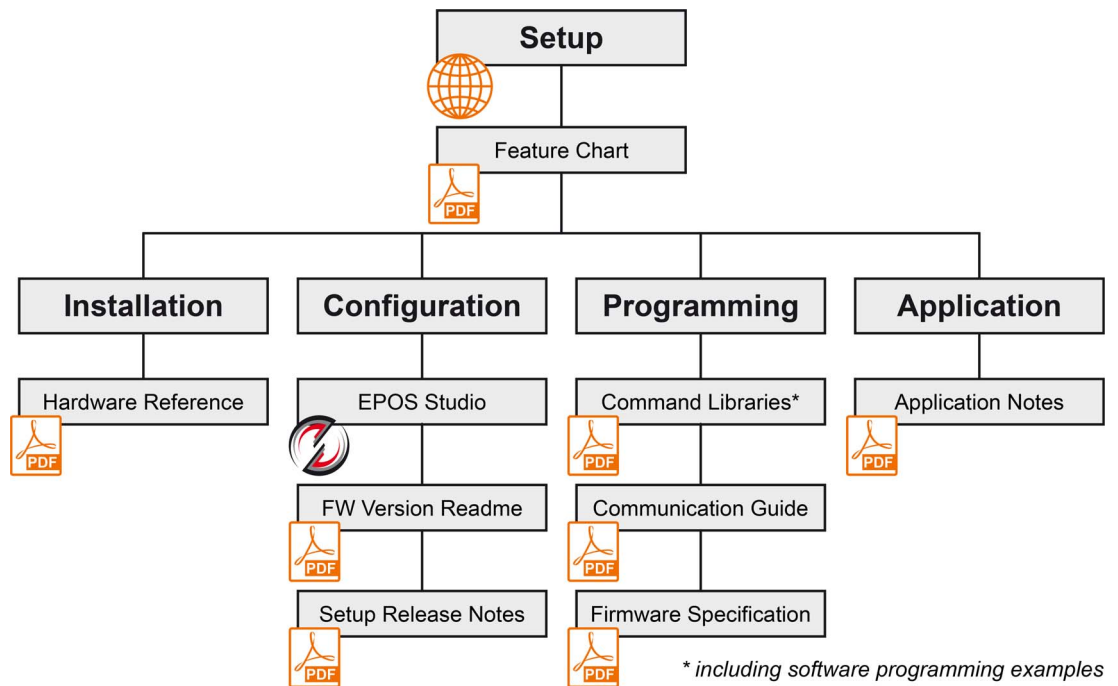 Setup
Feature Chart
PDF
Installation
Configuration
Programming
Application
Hardware Reference
EPOS Studio
Command Libraries*
Application Notes
PDF
PDF
PDF
FW Version Readme
Communication Guide
PDF
PDF
Setup Release Notes
Firmware Specification
PDF
PDF
* including software programming examples